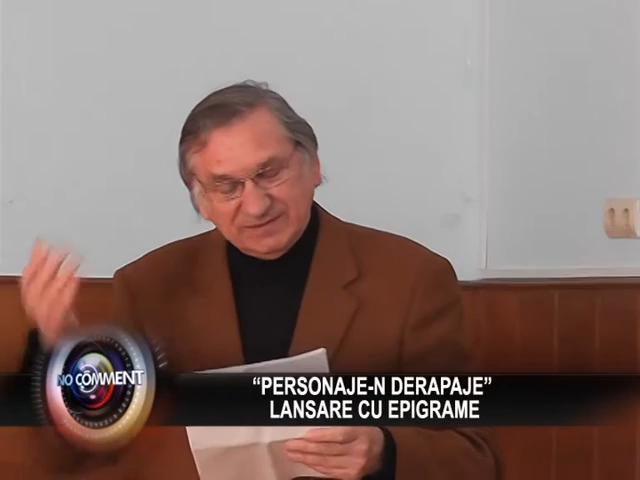 NO COMMENT
“PERSONAJE-N DERAPAJE”
LANSARE CU EPIGRAME